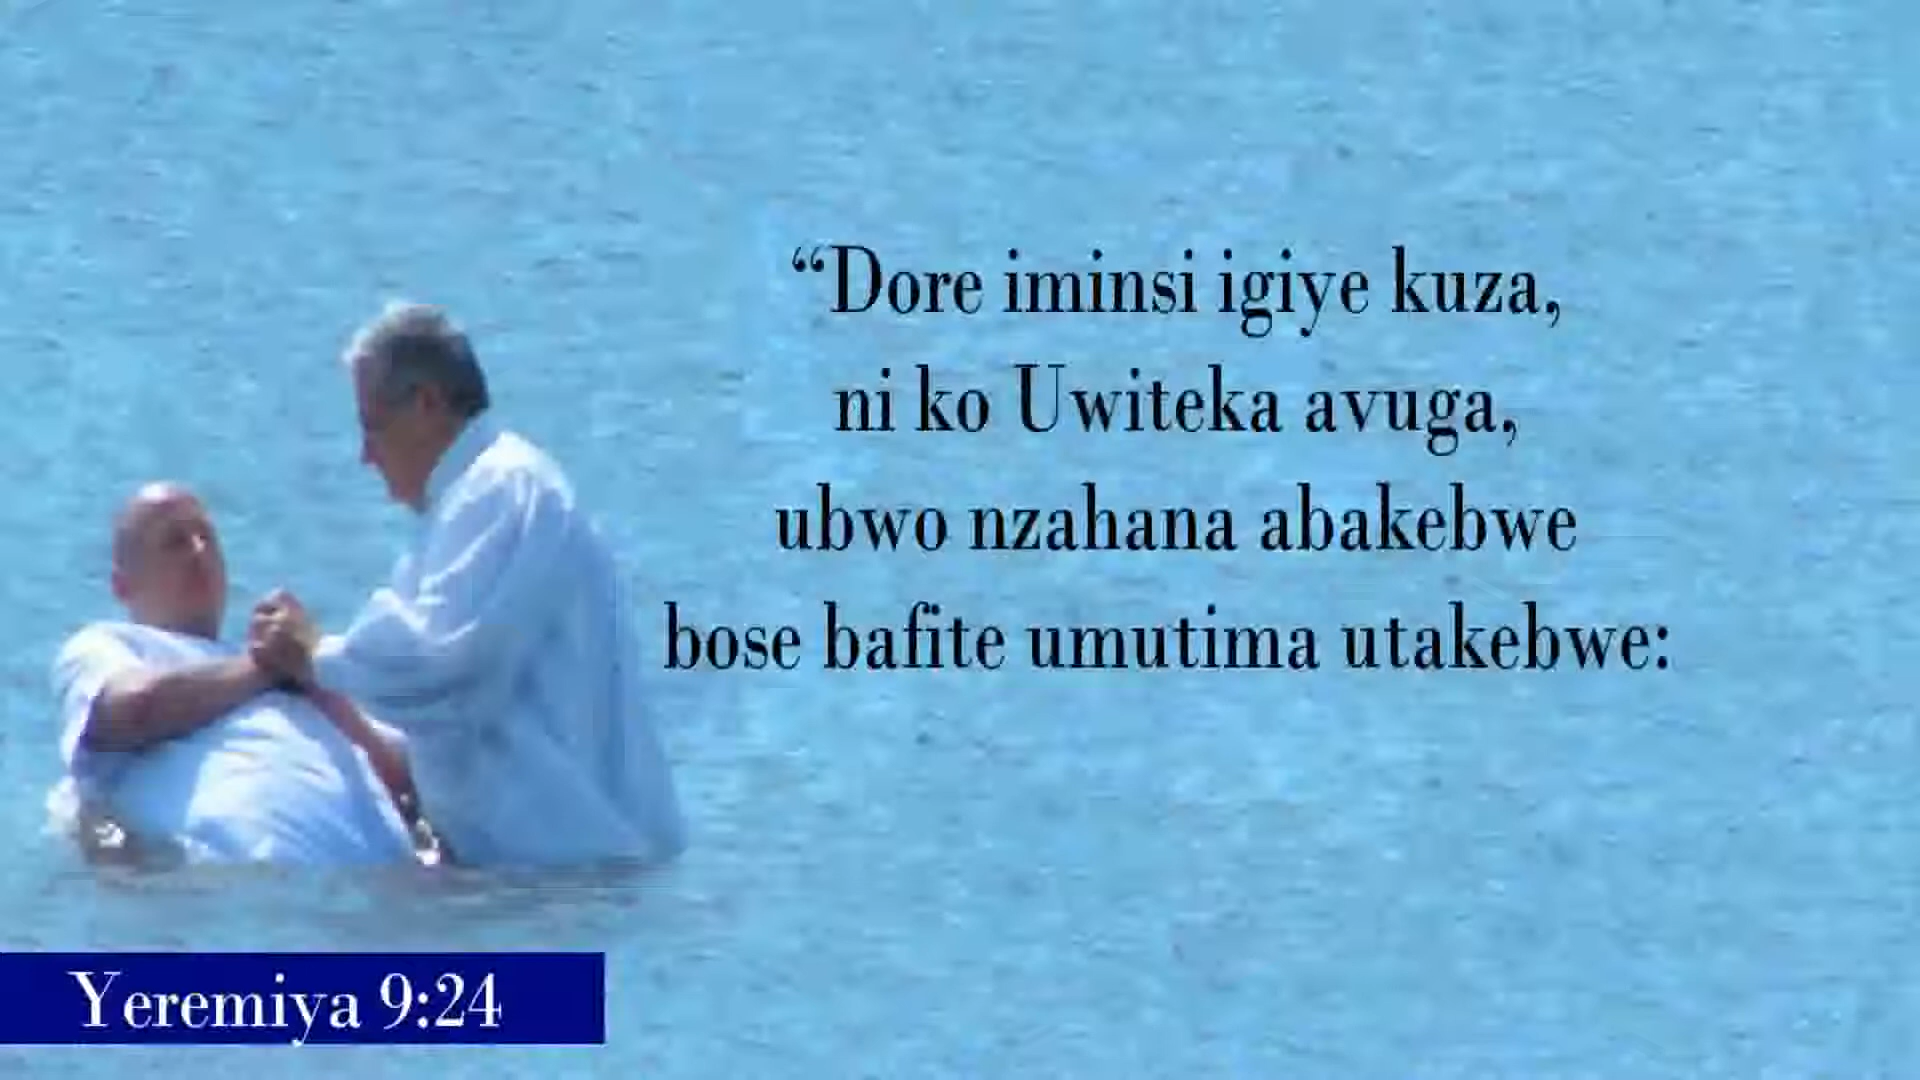 “Dore iminsi igiye kuza,
ni ko Uwiteka avuga,
ubwo nzahana abakebwe
bose bafite umutima utakebwe:
Yeremiya 9:24